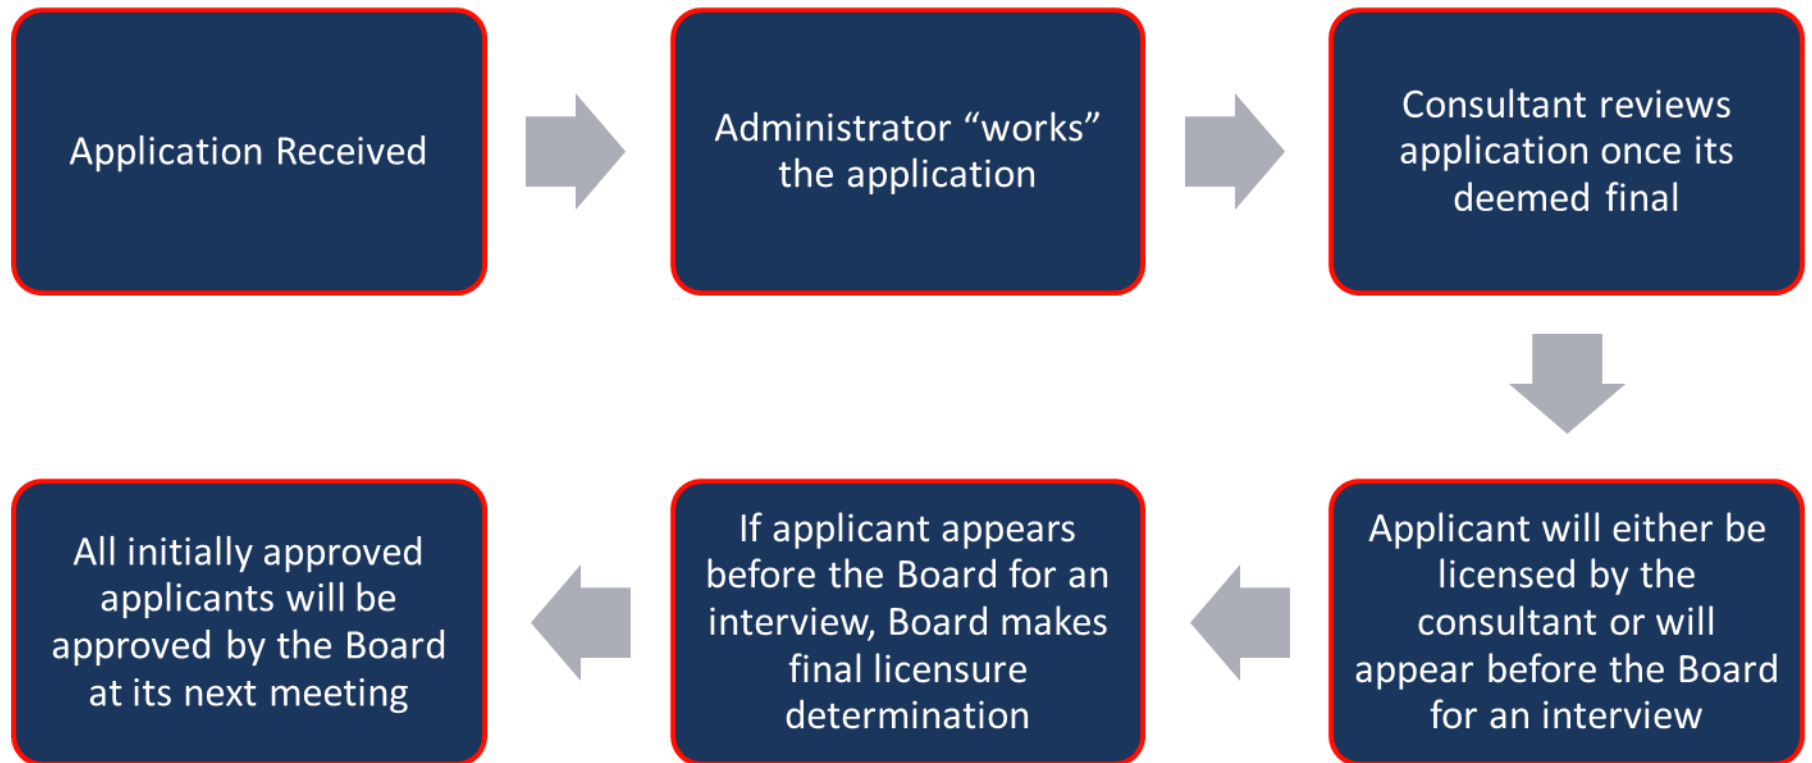 Application Received
Administrator “works”
the application
Consultant reviews
application once its
deemed final
Applicant will either be
licensed by the
consultant or will
appear before the Board
for an interview
If applicant appears
before the Board for an
interview, Board makes
final licensure
determination
All initially approved
applicants will be
approved by the Board
at its next meeting